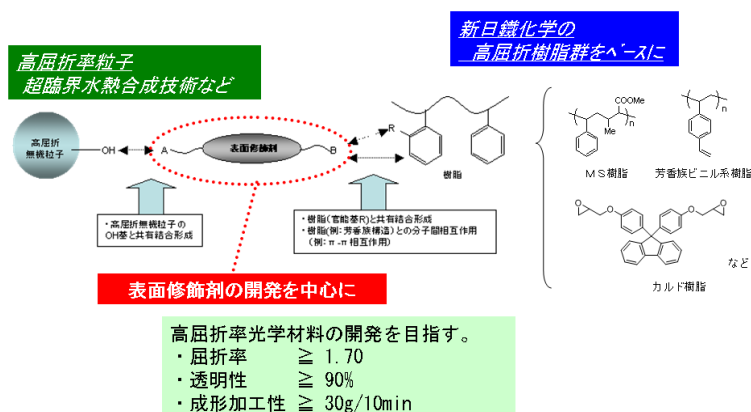 新日鐵化学の
高屈折樹脂群をベースに
高屈折率粒子
超臨界水熱合成技術など
高屈折
無機粒子
OH
A
表面修飾剤
B
R
樹脂
COOMe
n
Me
MS樹脂
n
芳香族ビニル系樹脂
・高屈折無機粒子の
OH基と共有結合形成
・樹脂(官能基R)と共有結合形成
・樹脂(例:芳香族構造)との分子間相互作用
(例:π-π相互作用)
O
O
O
O
など
カルド樹脂
表面修飾剤の開発を中心に
高屈折率光学材料の開発を目指す。
・屈折率 ≧ 1.70
・透明性 ≧ 90%
・成形加工性 ≧ 30g/10min